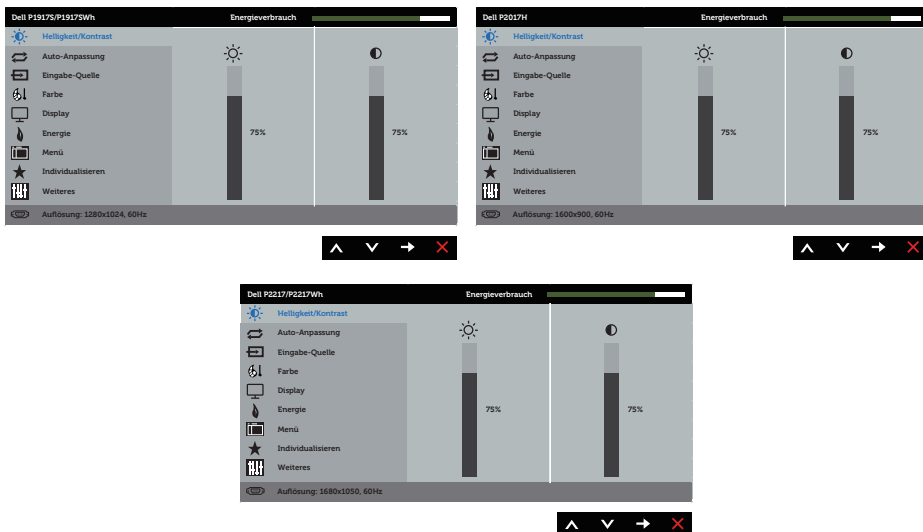 Dell P1917S/P1917SWh Energieverbrauch
Helligkeit/Kontrast
Auto-Anpassung
Eingabe-Quelle
Farbe
Display
Energie
75% 75%
Menü
Individualisieren
Weiteres
Auflösung: 1280x1024, 60Hz
Dell P2017H Energieverbrauch
Helligkeit/Kontrast
Auto-Anpassung
Eingabe-Quelle
Farbe
Display
Energie
75% 75%
Menü
Individualisieren
Weiteres
Auflösung: 1600x900, 60Hz
Dell P2217/P2217Wh Energieverbrauch
Helligkeit/Kontrast
Auto-Anpassung
Eingabe-Quelle
Farbe
Display
Energie
75% 75%
Menü
Individualisieren
Weiteres
Auflösung: 1680x1050, 60Hz